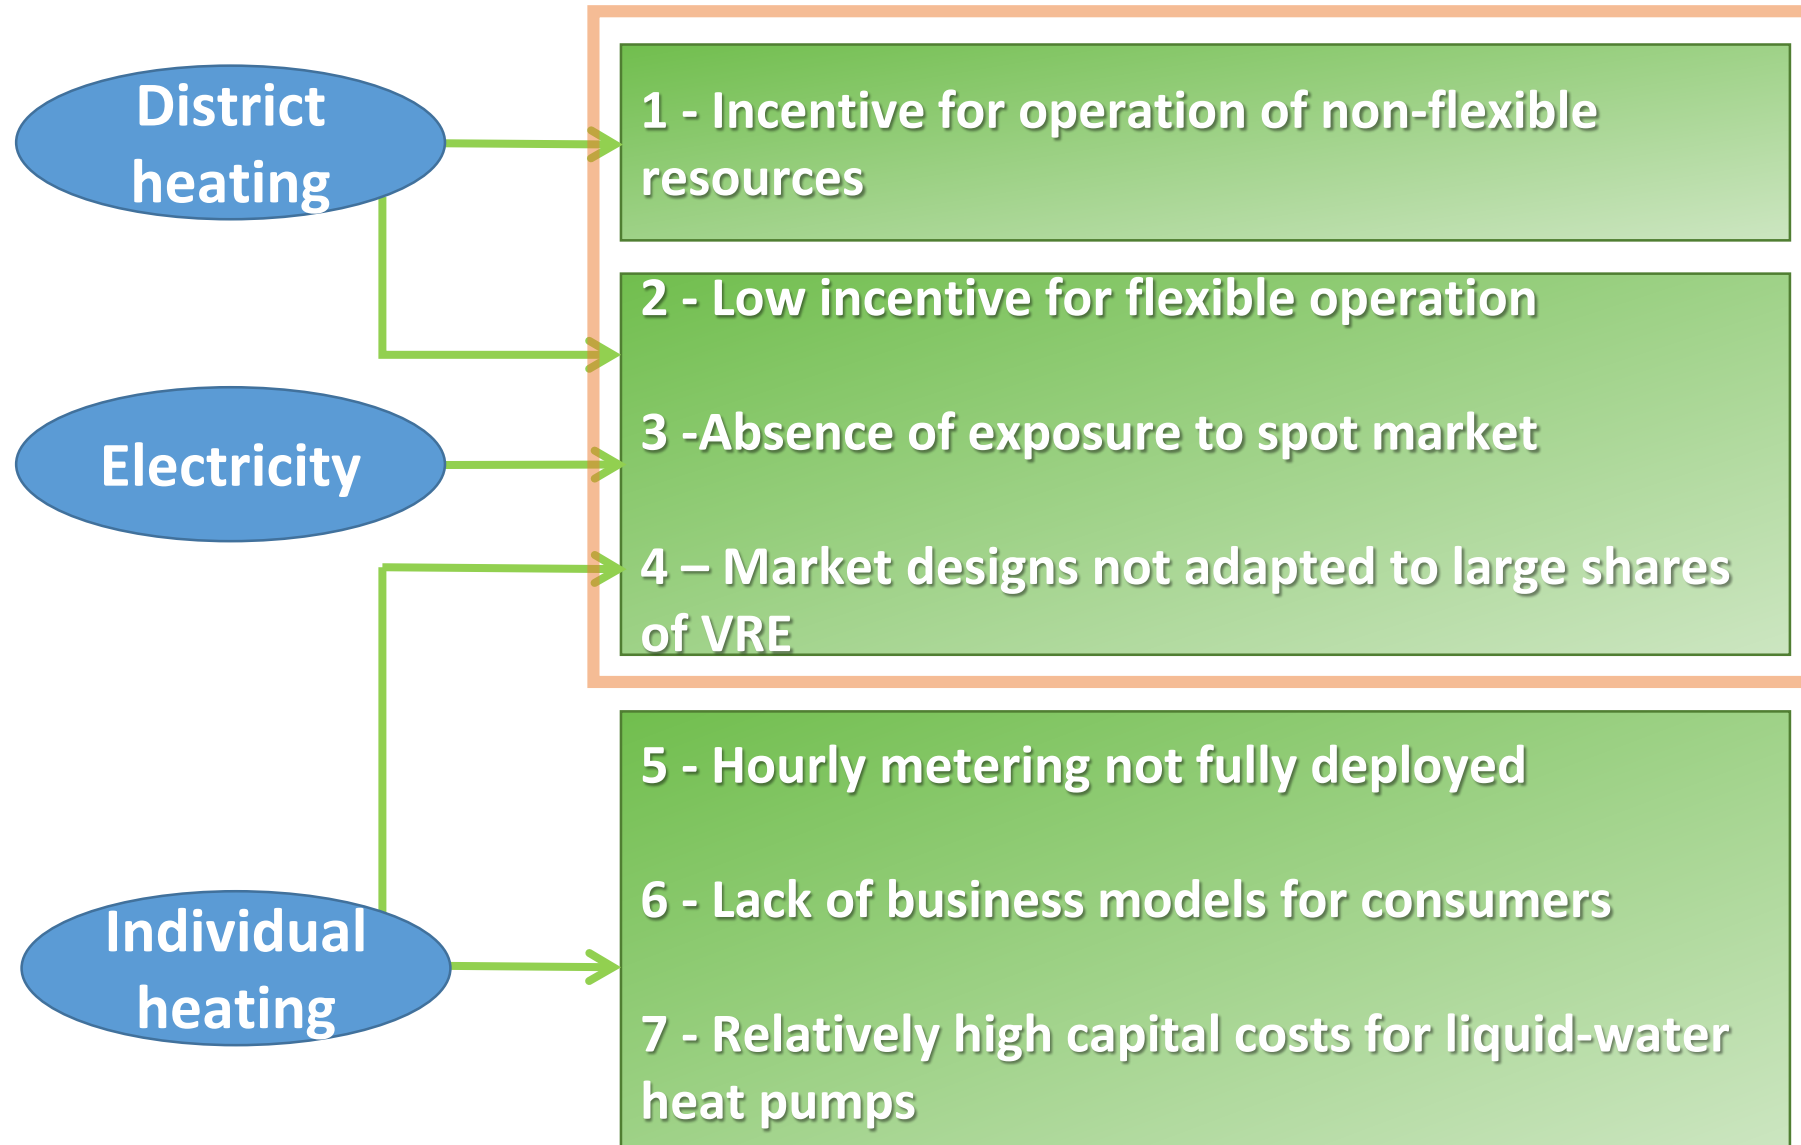 District
heating
1 - Incentive for operation of non-flexible
resources
2 - Low incentive for flexible operation
3 -Absence of exposure to spot market
Electricity
4 – Market designs not adapted to large shares
of VRE
5 - Hourly metering not fully deployed
6 - Lack of business models for consumers
Individual
heating
7 - Relatively high capital costs for liquid-water
heat pumps